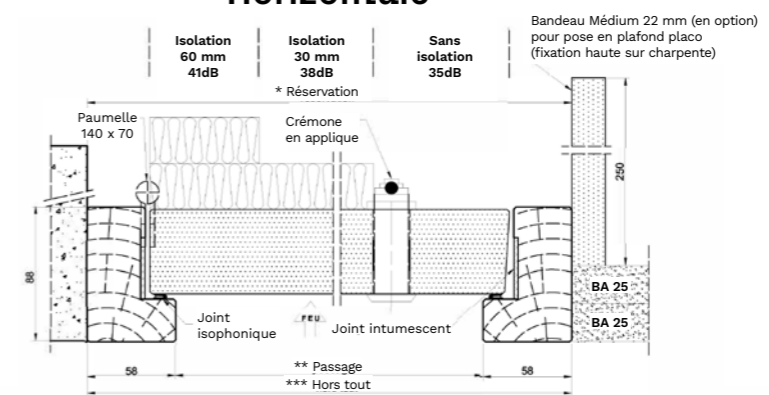 Horizontale
Bandeau Médium 22 mm (en option)
pour pose en plafond placo
(fixation haute sur charpente)
Isolation
60 mm
41dB
Isolation
30 mm
38dB
Sans
isolation
35dB
* Réservation
Paumelle
140 x 70
Crémone
en applique
250
88
BA 25
BA 25
Joint
isophonique
FEU
Joint intumescent
58
** Passage
58
*** Hors tout